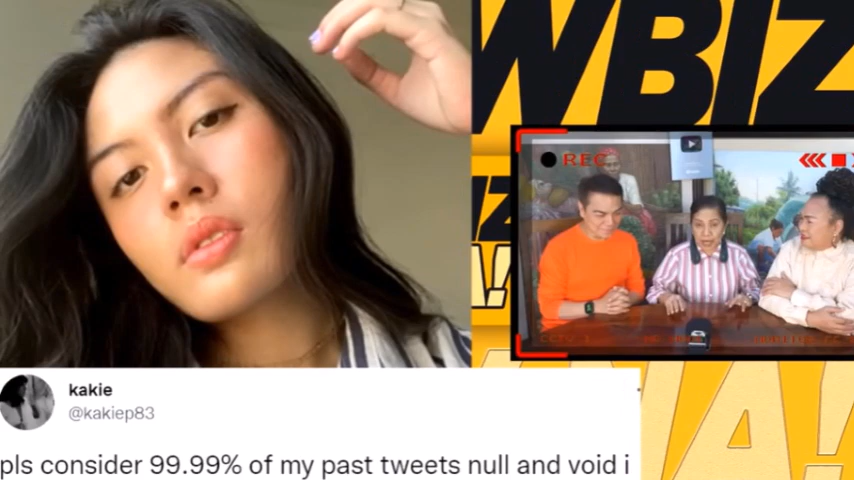 WBIZ
REC
A!
A!
kakie
@kakiep83
pls consider 99.99% of my past tweets null and void i